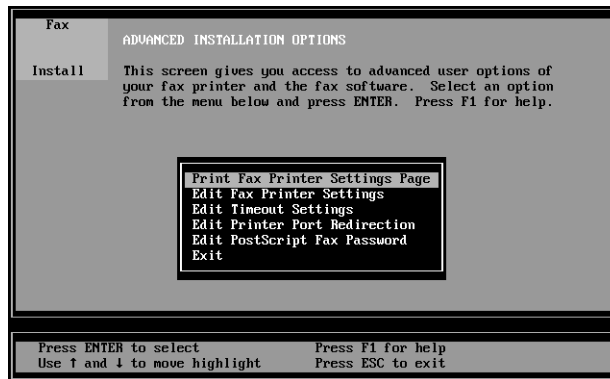 Fax
Install
ADVANCED INSTALLATION OPTIONS
This screen gives you access to advanced user options of
your fax printer and the fax software. Select an option
from the menu below and press ENTER. Press F1 for help.
Print Fax Printer Settings Page
Edit Fax Printer Settings
Edit Timeout Settings
Edit Printer Port Redirection
Edit PostScript Fax Password
Exit
Press ENTER to select
Press F1 for help
Use ↑ and ↓ to move highlight
Press ESC to exit